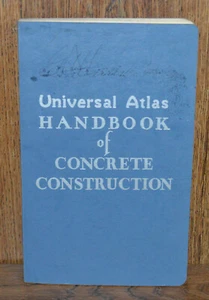 Universal Atlas
HANDBOOK
of
CONCRETE
CONSTRUCTION